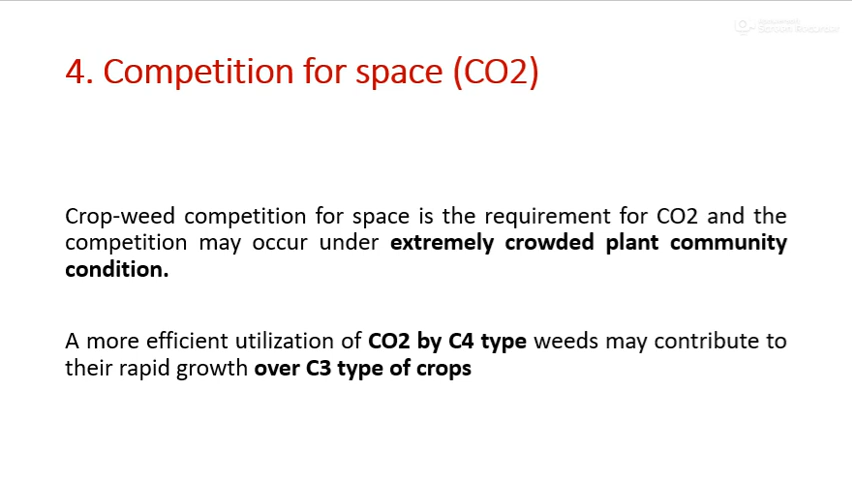 4. Competition for space (CO2)
Crop-weed competition for space is the requirement for CO2 and the
competition may occur under extremely crowded plant community
condition.
A more efficient utilization of CO2 by C4 type weeds may contribute to
their rapid growth over C3 type of crops